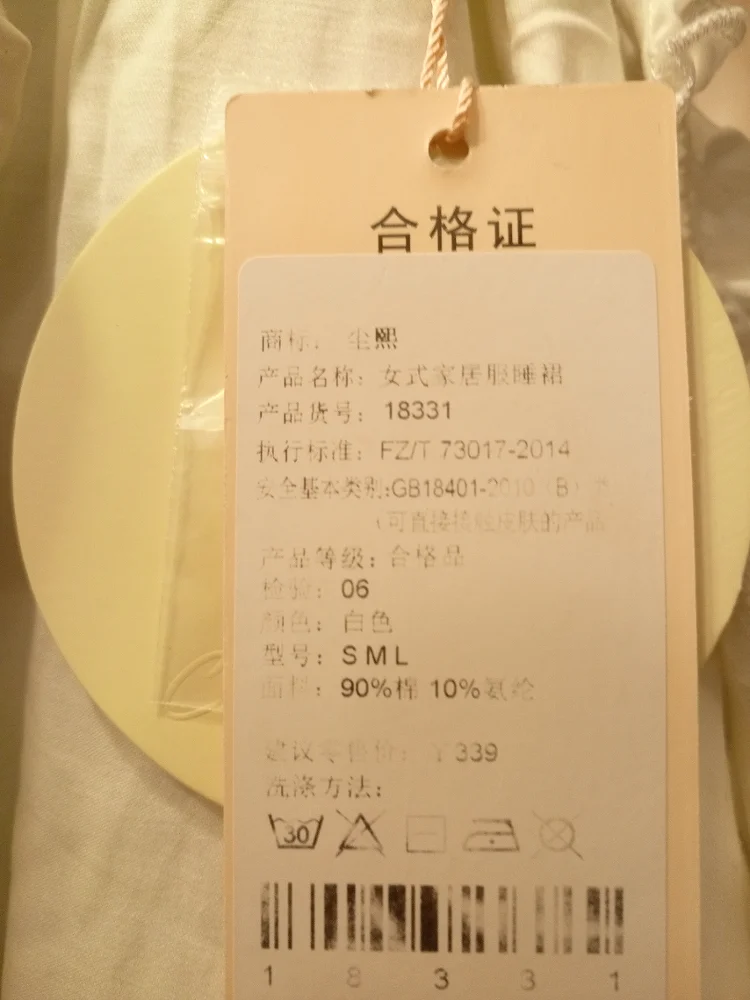 合格证
商标: 尘熙
产品名称: 女式家居服睡裙
产品货号: 18331
执行标准: FZ/T 73017-2014
安全基本类别:GB18401-2010（B）类
（可直接接触皮肤的产品
产品等级: 合格品
检验: 06
颜色: 白色
型号: S M L
面料: 90%棉 10%氨纶
建议零售价: ¥ 339
洗涤方法:
30
1 8 3 3 1